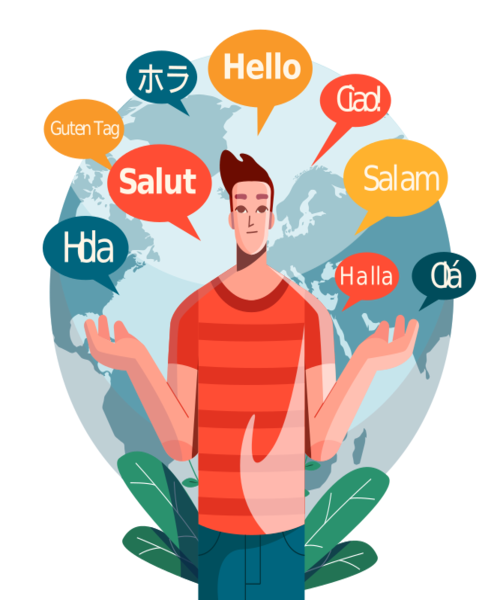 Hello
ホラ
Ciao!
Guten Tag
Salut
Salam
Hola
Halla
Olá